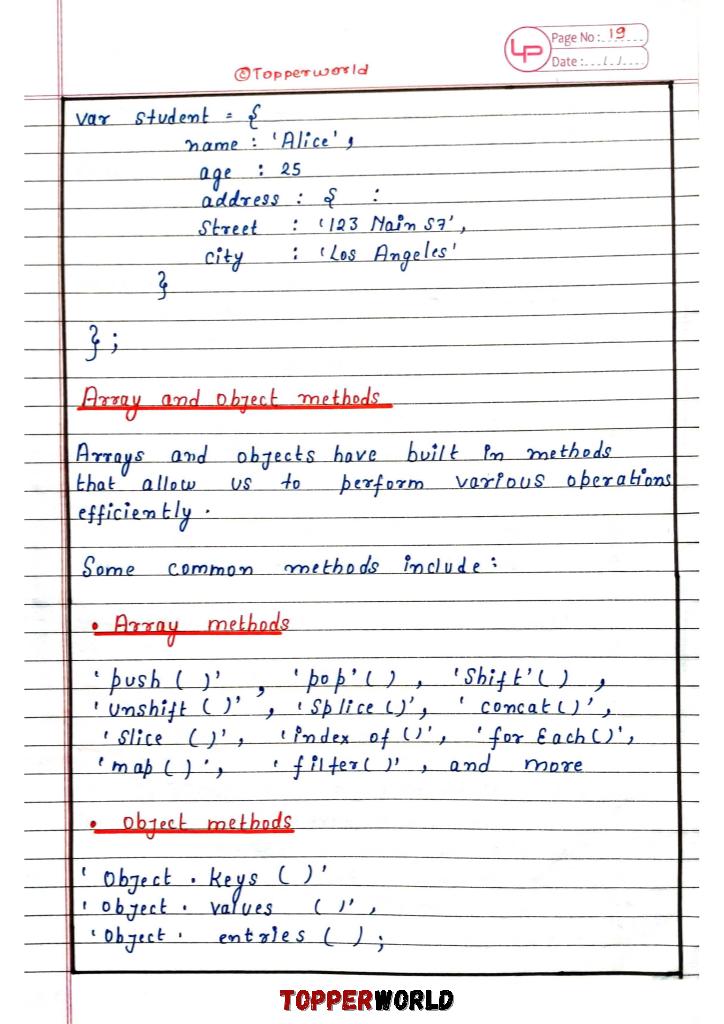 LP Page No: 19
Date:
©Topperworld
var student = {
name : 'Alice',
age : 25
address : { :
Street : '123 Main S7',
City : 'Los Angeles'
}
};
Array and Object methods
Arrays and objects have built in methods
that allow us to perform various operations
efficiently.
Some common methods include:
• Array methods
'push ( )' , 'pop' ( ) , 'Shift' ( ) ,
'Unshift ( )' , 'Splice ()', 'concat ( )',
'Slice ()', 'index of ()', 'for Each ()',
'map ( )', 'filter ( )' , and more
• Object methods
' Object . keys ( )'
' object . values ( )' ,
'Object . entries ( ) ;
TOPPERWORLD